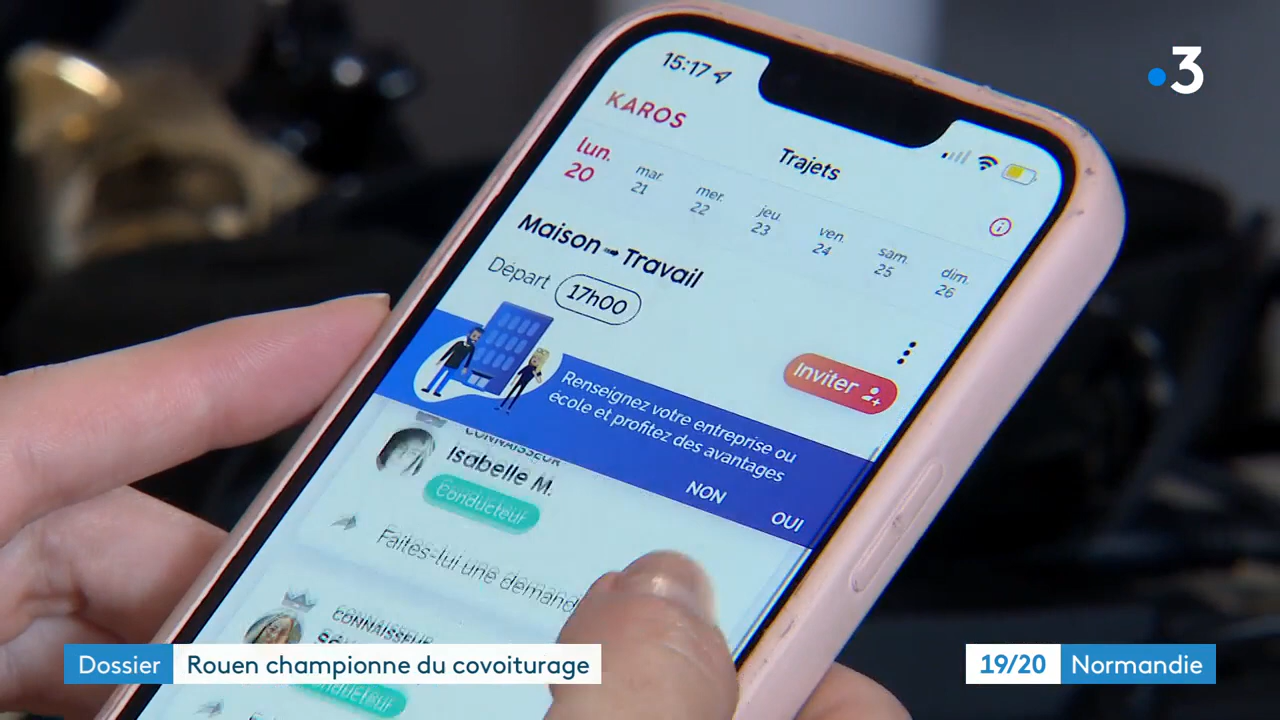 3
15:17
KAROS
Trajets
lun. mar. mer. jeu. ven. sam. dim.
20 21 22 23 24 25 26
Maison Travail
Départ 17h00
Inviter
Renseignez votre entreprise ou
école et profitez des avantages
NON OUI
CONNAISSEUR
Isabelle M.
Conducteur
Faites-lui une demand
CONNAISSEUR
Conducteur
Dossier Rouen championne du covoiturage
19/20 Normandie